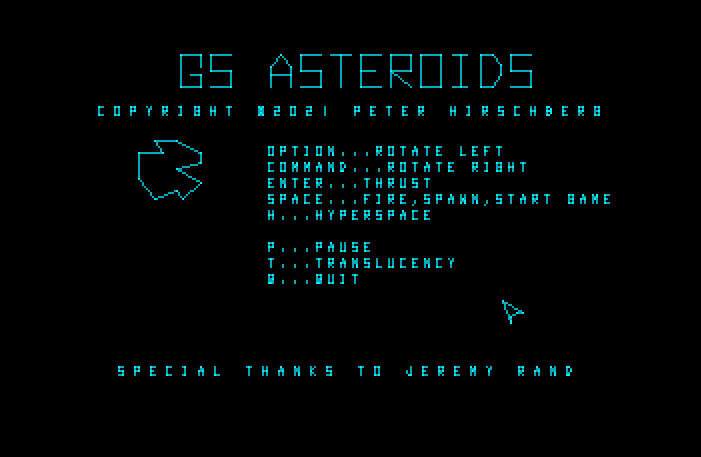 GS ASTEROIDS
COPYRIGHT ©2021 PETER HIRSCHBERG
OPTION...ROTATE LEFT
COMMAND...ROTATE RIGHT
ENTER...THRUST
SPACE...FIRE,SPAWN,START GAME
H...HYPERSPACE
P...PAUSE
T...TRANSLUCENCY
Q...QUIT
SPECIAL THANKS TO JEREMY RAND